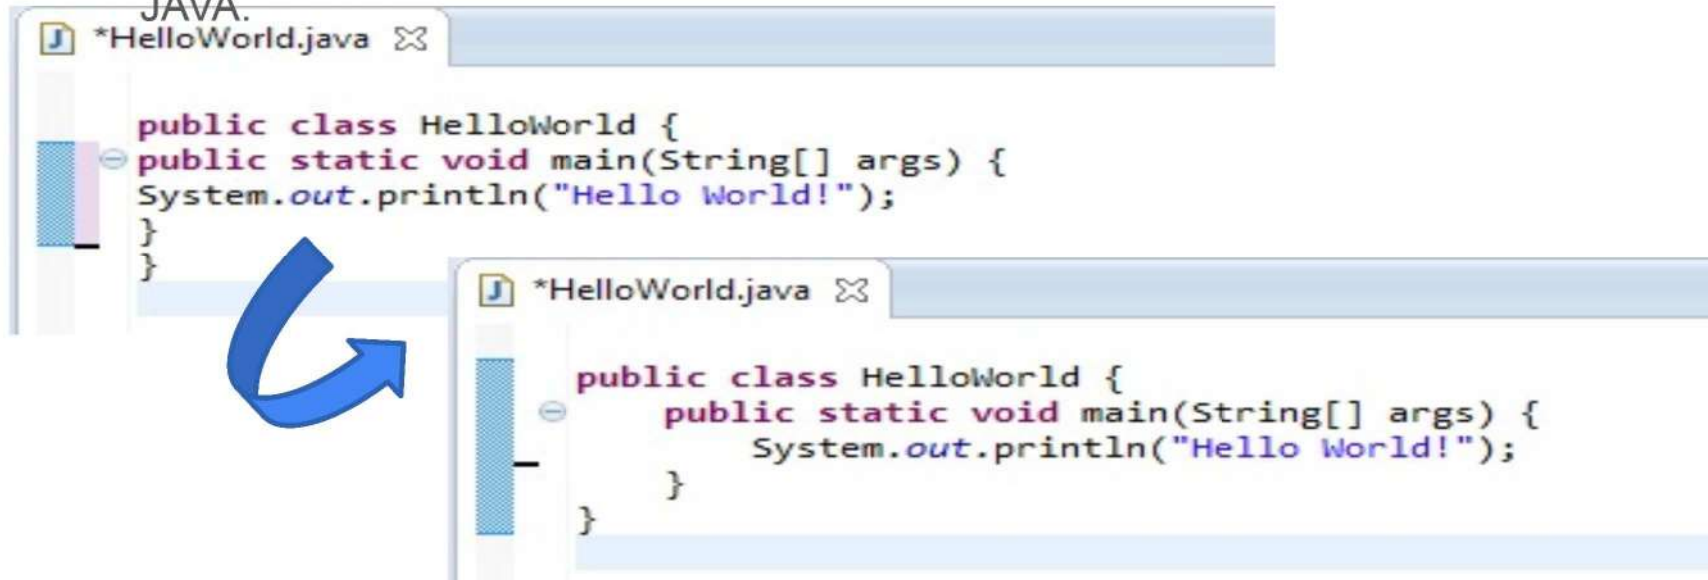 JAVA.
*HelloWorld.java
public class HelloWorld {
public static void main(String[] args) {
System.out.println("Hello World!");
}
}
*HelloWorld.java
public class HelloWorld {
    public static void main(String[] args) {
        System.out.println("Hello World!");
    }
}